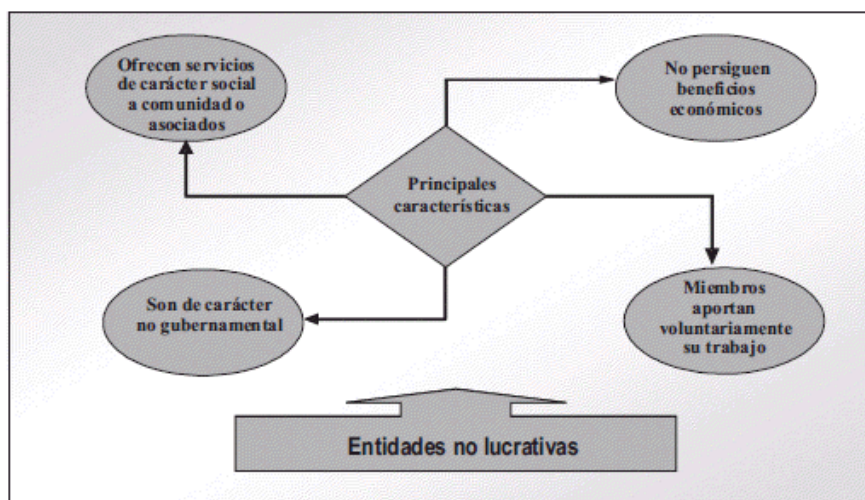 Ofrecen servicios
de carácter social
a comunidad o
asociados
No persiguen
beneficios
económicos
Principales
características
Son de carácter
no gubernamental
Miembros
aportan
voluntariamente
su trabajo
Entidades no lucrativas